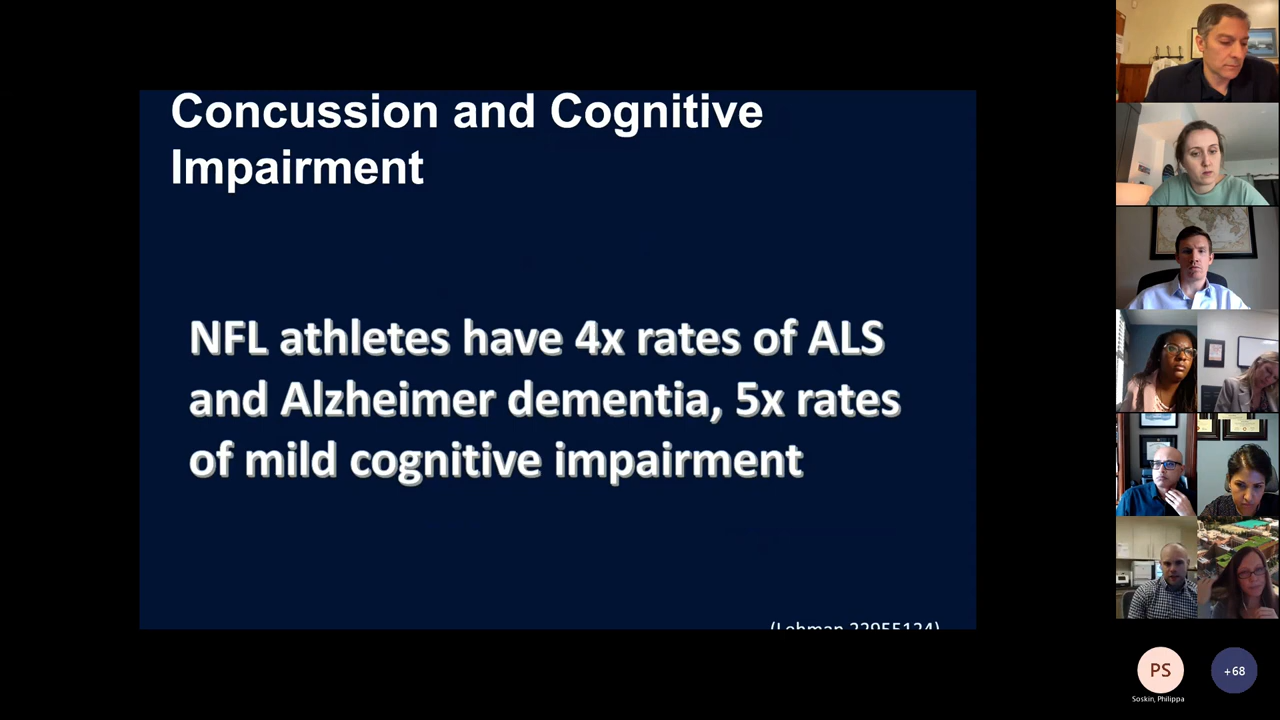 Concussion and Cognitive
Impairment
NFL athletes have 4x rates of ALS
and Alzheimer dementia, 5x rates
of mild cognitive impairment
(Lehman 22955124)
PS
+68
Soskin, Philippa